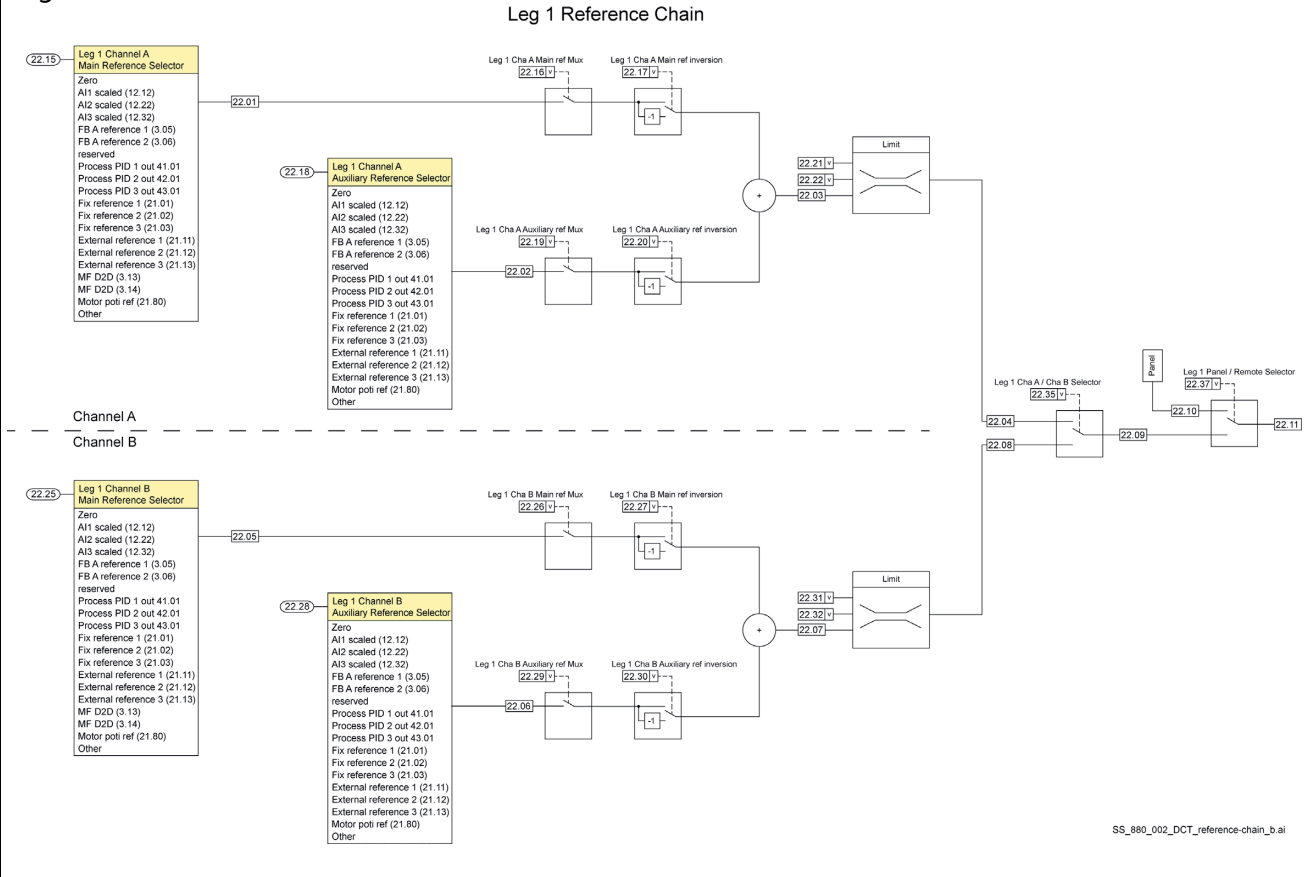 Leg 1 Reference Chain
22.15
Leg 1 Channel A
Main Reference Selector
Zero
AI1 scaled (12.12)
AI2 scaled (12.22)
AI3 scaled (12.32)
FB A reference 1 (3.05)
FB A reference 2 (3.06)
reserved
Process PID 1 out 41.01
Process PID 2 out 42.01
Process PID 3 out 43.01
Fix reference 1 (21.01)
Fix reference 2 (21.02)
Fix reference 3 (21.03)
External reference 1 (21.11)
External reference 2 (21.12)
External reference 3 (21.13)
MF D2D (3.13)
MF D2D (3.14)
Motor poti ref (21.80)
Other
22.01
Leg 1 Cha A Main ref Mux
22.16 v
Leg 1 Cha A Main ref inversion
22.17 v
-1
22.18
Leg 1 Channel A
Auxiliary Reference Selector
Zero
AI1 scaled (12.12)
AI2 scaled (12.22)
AI3 scaled (12.32)
FB A reference 1 (3.05)
FB A reference 2 (3.06)
reserved
Process PID 1 out 41.01
Process PID 2 out 42.01
Process PID 3 out 43.01
Fix reference 1 (21.01)
Fix reference 2 (21.02)
Fix reference 3 (21.03)
External reference 1 (21.11)
External reference 2 (21.12)
External reference 3 (21.13)
Motor poti ref (21.80)
Other
22.02
Leg 1 Cha A Auxiliary ref Mux
22.19 v
Leg 1 Cha A Auxiliary ref inversion
22.20 v
-1
+
22.21 v
22.22 v
22.03
Limit
Channel A
Channel B
22.04
22.08
Leg 1 Cha A / Cha B Selector
22.35 v
22.09
Panel
22.10
Leg 1 Panel / Remote Selector
22.37 v
22.11
22.25
Leg 1 Channel B
Main Reference Selector
Zero
AI1 scaled (12.12)
AI2 scaled (12.22)
AI3 scaled (12.32)
FB A reference 1 (3.05)
FB A reference 2 (3.06)
reserved
Process PID 1 out 41.01
Process PID 2 out 42.01
Process PID 3 out 43.01
Fix reference 1 (21.01)
Fix reference 2 (21.02)
Fix reference 3 (21.03)
External reference 1 (21.11)
External reference 2 (21.12)
External reference 3 (21.13)
MF D2D (3.13)
MF D2D (3.14)
Motor poti ref (21.80)
Other
22.05
Leg 1 Cha B Main ref Mux
22.26 v
Leg 1 Cha B Main ref inversion
22.27 v
-1
22.28
Leg 1 Channel B
Auxiliary Reference Selector
Zero
AI1 scaled (12.12)
AI2 scaled (12.22)
AI3 scaled (12.32)
FB A reference 1 (3.05)
FB A reference 2 (3.06)
reserved
Process PID 1 out 41.01
Process PID 2 out 42.01
Process PID 3 out 43.01
Fix reference 1 (21.01)
Fix reference 2 (21.02)
Fix reference 3 (21.03)
External reference 1 (21.11)
External reference 2 (21.12)
External reference 3 (21.13)
Motor poti ref (21.80)
Other
22.06
Leg 1 Cha B Auxiliary ref Mux
22.29 v
Leg 1 Cha B Auxiliary ref inversion
22.30 v
-1
+
22.31 v
22.32 v
22.07
Limit
SS_880_002_DCT_reference-chain_b.ai